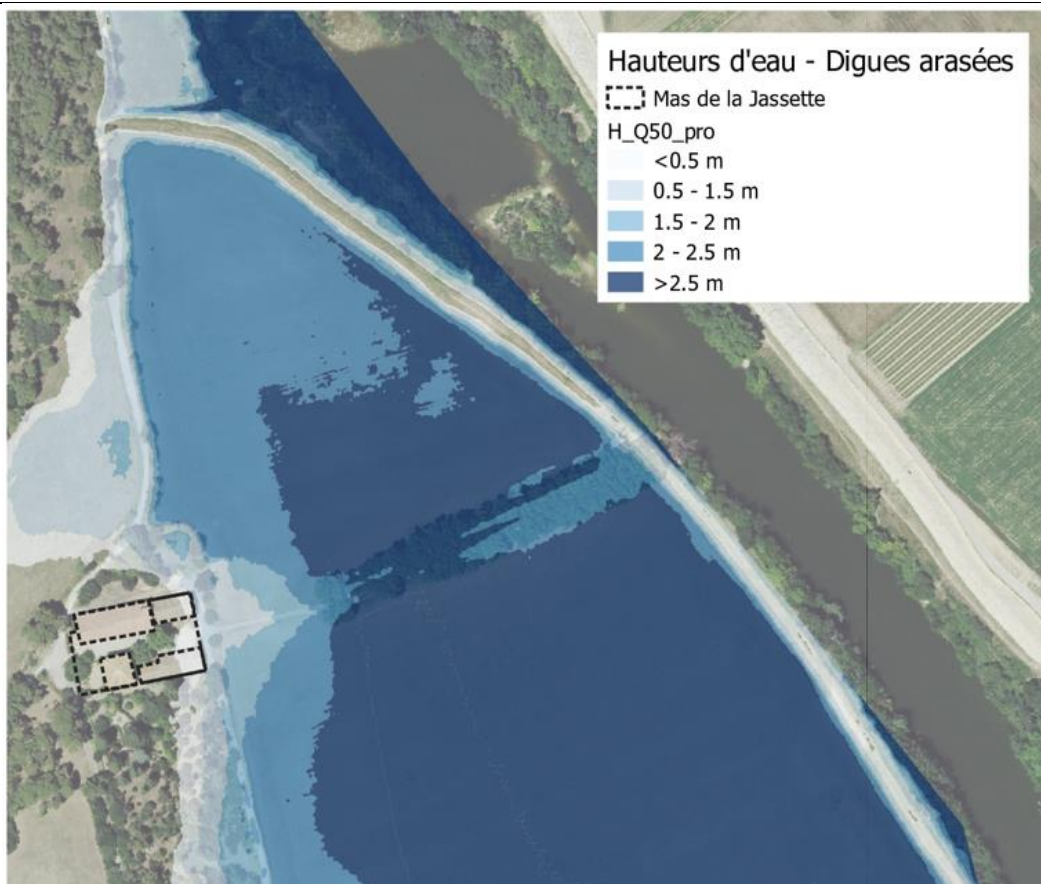 Hauteurs d'eau - Digues arasées
Mas de la Jassette
H_Q50_pro
<0.5 m
0.5 - 1.5 m
1.5 - 2 m
2 - 2.5 m
>2.5 m